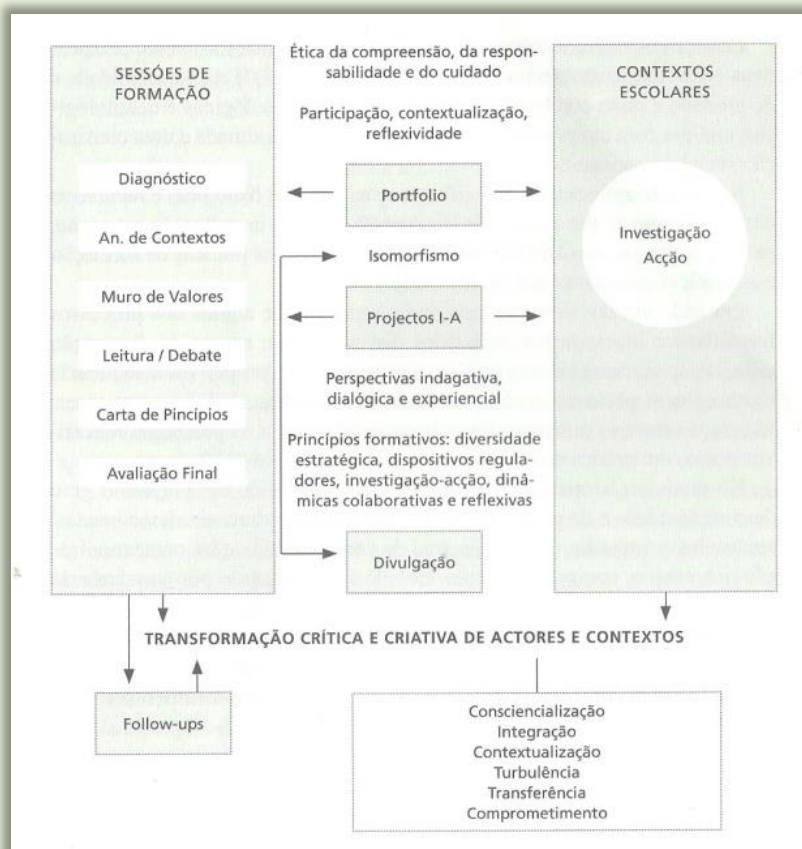 SESSÕES DE
FORMAÇÃO
Diagnóstico
An. de Contextos
Muro de Valores
Leitura / Debate
Carta de Pincípios
Avaliação Final
Ética da compreensão, da respon-
sabilidade e do cuidado
Participação, contextualização,
reflexividade
Portfolio
Isomorfismo
Projectos I-A
Perspectivas indagativa,
dialógica e experiencial
Princípios formativos: diversidade
estratégica, dispositivos regula-
dores, investigação-acção, dinâ-
micas colaborativas e reflexivas
Divulgação
CONTEXTOS
ESCOLARES
Investigação
Acção
TRANSFORMAÇÃO CRÍTICA E CRIATIVA DE ACTORES E CONTEXTOS
Follow-ups
Consciencialização
Integração
Contextualização
Turbulência
Transferência
Comprometimento